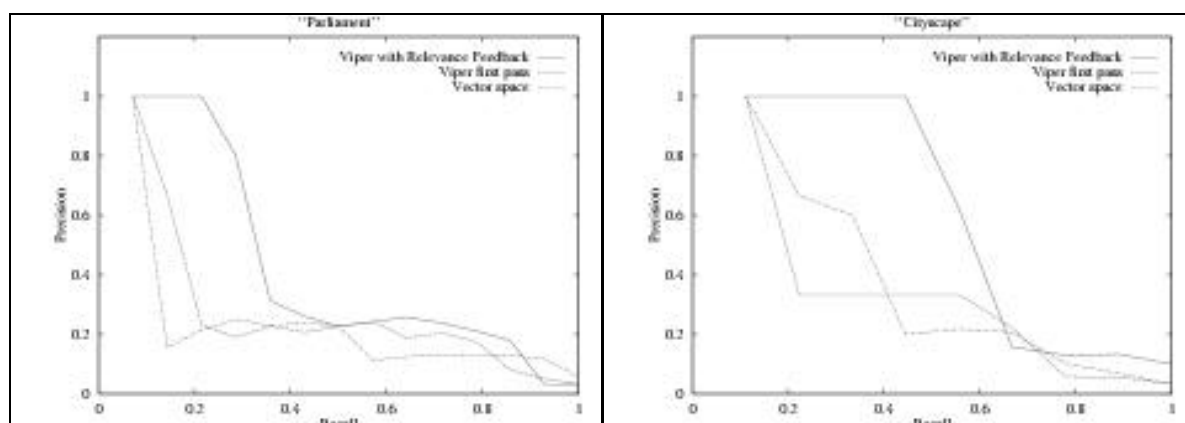 "Parliament"
Viper with Relevance Feedback
Viper first pass
Vector space
1
0.8
0.6
0.4
0.2
0
Precision
0 0.2 0.4 0.6 0.8 1
"Cityscape"
Viper with Relevance Feedback
Viper first pass
Vector space
1
0.8
0.6
0.4
0.2
0
Precision
0 0.2 0.4 0.6 0.8 1